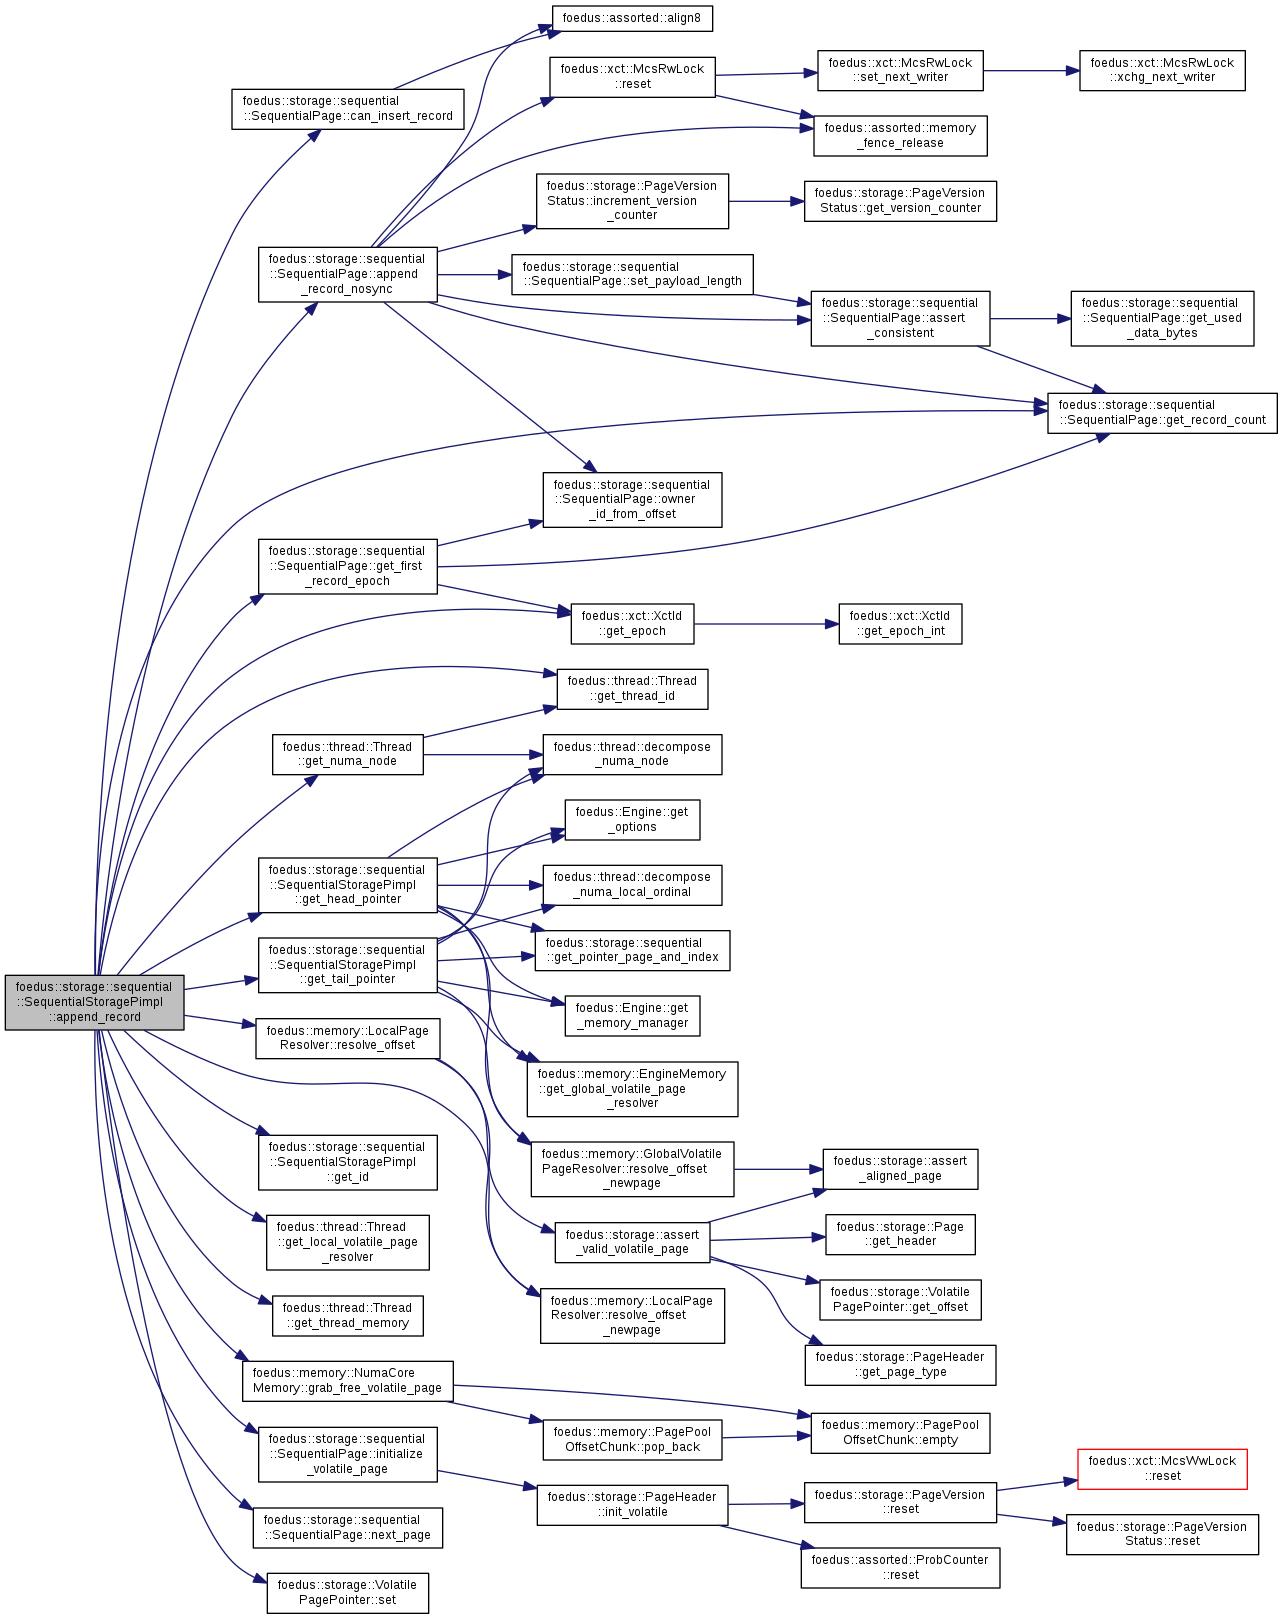 foedus::assorted::align8
foedus::xct::McsRwLock
::reset
foedus::xct::McsRwLock
::set_next_writer
foedus::xct::McsRwLock
::xchg_next_writer
foedus::storage::sequential
::SequentialPage::can_insert_record
foedus::assorted::memory
_fence_release
foedus::storage::PageVersion
Status::increment_version
_counter
foedus::storage::PageVersion
Status::get_version_counter
foedus::storage::sequential
::SequentialPage::append
_record_nosync
foedus::storage::sequential
::SequentialPage::set_payload_length
foedus::storage::sequential
::SequentialPage::assert
_consistent
foedus::storage::sequential
::SequentialPage::get_used
_data_bytes
foedus::storage::sequential
::SequentialPage::get_record_count
foedus::storage::sequential
::SequentialPage::owner
_id_from_offset
foedus::storage::sequential
::SequentialPage::get_first
_record_epoch
foedus::xct::XctId
::get_epoch
foedus::xct::XctId
::get_epoch_int
foedus::thread::Thread
::get_thread_id
foedus::thread::Thread
::get_numa_node
foedus::thread::decompose
_numa_node
foedus::Engine::get
_options
foedus::storage::sequential
::SequentialStoragePimpl
::get_head_pointer
foedus::thread::decompose
_numa_local_ordinal
foedus::storage::sequential
::get_pointer_page_and_index
foedus::storage::sequential
::SequentialStoragePimpl
::get_tail_pointer
foedus::storage::sequential
::SequentialStoragePimpl
::append_record
foedus::Engine::get
_memory_manager
foedus::memory::LocalPage
Resolver::resolve_offset
foedus::memory::EngineMemory
::get_global_volatile_page
_resolver
foedus::storage::sequential
::SequentialStoragePimpl
::get_id
foedus::memory::GlobalVolatile
PageResolver::resolve_offset
_newpage
foedus::storage::assert
_aligned_page
foedus::thread::Thread
::get_local_volatile_page
_resolver
foedus::storage::assert
_valid_volatile_page
foedus::storage::Page
::get_header
foedus::storage::Volatile
PagePointer::get_offset
foedus::thread::Thread
::get_thread_memory
foedus::memory::LocalPage
Resolver::resolve_offset
_newpage
foedus::storage::PageHeader
::get_page_type
foedus::memory::NumaCore
Memory::grab_free_volatile_page
foedus::memory::PagePool
OffsetChunk::pop_back
foedus::memory::PagePool
OffsetChunk::empty
foedus::storage::sequential
::SequentialPage::initialize
_volatile_page
foedus::storage::PageHeader
::init_volatile
foedus::storage::PageVersion
::reset
foedus::xct::McsWwLock
::reset
foedus::storage::sequential
::SequentialPage::next_page
foedus::storage::PageVersion
Status::reset
foedus::assorted::ProbCounter
::reset
foedus::storage::Volatile
PagePointer::set